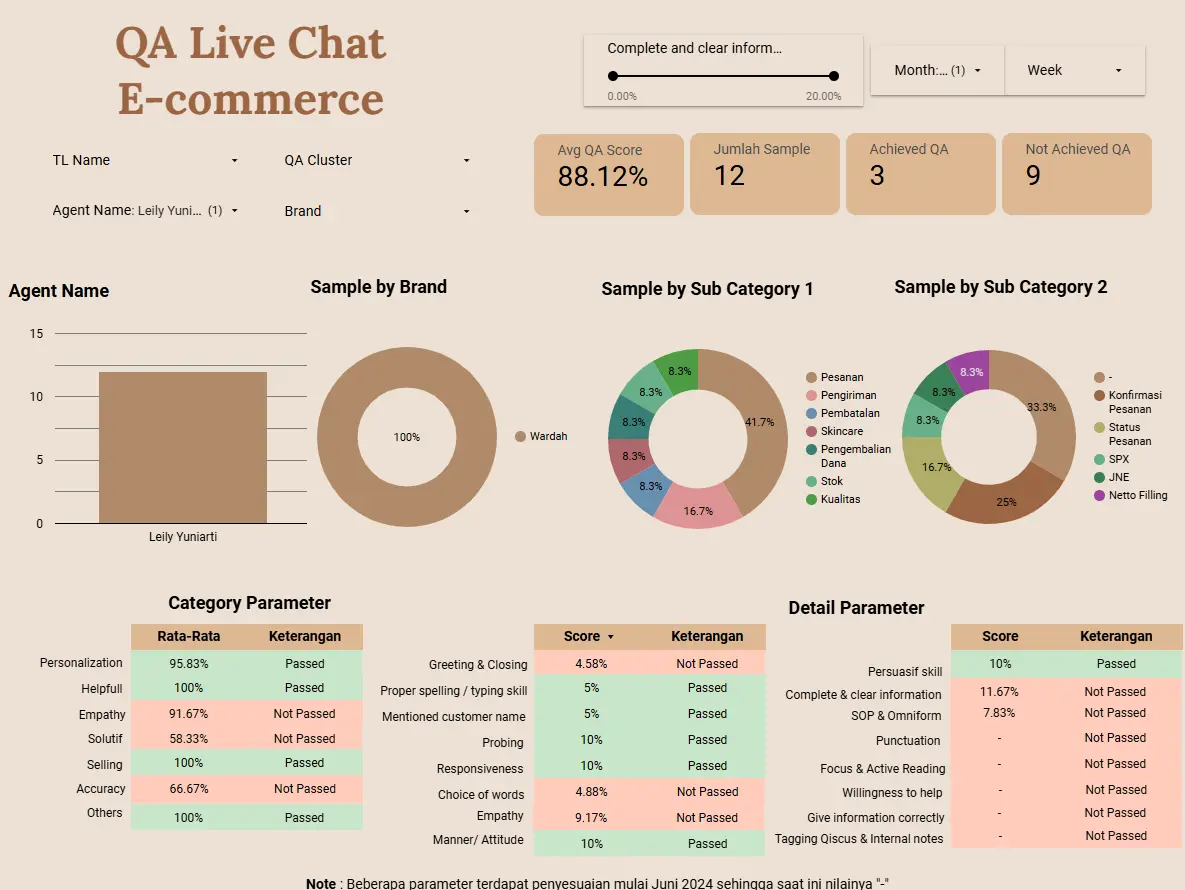 QA Live Chat
E-commerce
Complete and clear inform...
0.00% 20.00%
Month:... (1)
Week
TL Name
QA Cluster
Agent Name: Leily Yuni... (1)
Brand
Avg QA Score
88.12%
Jumlah Sample
12
Achieved QA
3
Not Achieved QA
9
Agent Name
15
10
5
0
Leily Yuniarti
Sample by Brand
100%
Wardah
Sample by Sub Category 1
41.7%
16.7%
8.3%
8.3%
8.3%
8.3%
8.3%
Pesanan
Pengiriman
Pembatalan
Skincare
Pengembalian
Dana
Stok
Kualitas
Sample by Sub Category 2
33.3%
25%
16.7%
8.3%
8.3%
8.3%
-
Konfirmasi
Pesanan
Status
Pesanan
SPX
JNE
Netto Filling
Category Parameter
Rata-Rata Keterangan
Personalization 95.83% Passed
Helpfull 100% Passed
Empathy 91.67% Not Passed
Solutif 58.33% Not Passed
Selling 100% Passed
Accuracy 66.67% Not Passed
Others 100% Passed
Detail Parameter
Score Keterangan
Greeting & Closing 4.58% Not Passed
Proper spelling / typing skill 5% Passed
Mentioned customer name 5% Passed
Probing 10% Passed
Responsiveness 10% Passed
Choice of words 4.88% Not Passed
Empathy 9.17% Not Passed
Manner/ Attitude 10% Passed
Score Keterangan
Persuasif skill 10% Passed
Complete & clear information 11.67% Not Passed
SOP & Omniform 7.83% Not Passed
Punctuation - Not Passed
Focus & Active Reading - Not Passed
Willingness to help - Not Passed
Give information correctly - Not Passed
Tagging Qiscus & Internal notes - Not Passed
Note : Beberapa parameter terdapat penyesuaian mulai Juni 2024 sehingga saat ini nilainya "-"